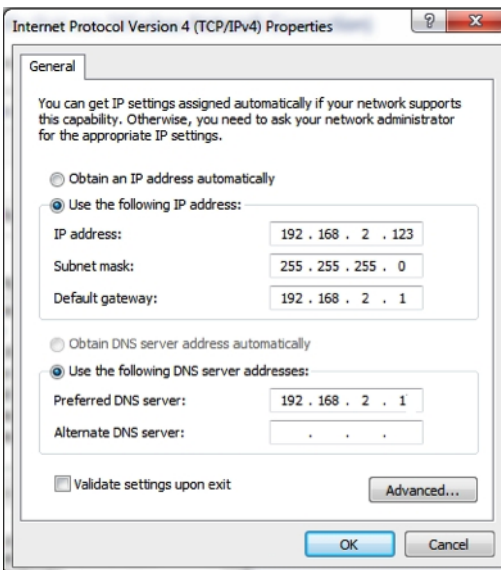 Internet Protocol Version 4 (TCP/IPv4) Properties
General
You can get IP settings assigned automatically if your network supports
this capability. Otherwise, you need to ask your network administrator
for the appropriate IP settings.
Obtain an IP address automatically
Use the following IP address:
IP address: 192 . 168 . 2 . 123
Subnet mask: 255 . 255 . 255 . 0
Default gateway: 192 . 168 . 2 . 1
Obtain DNS server address automatically
Use the following DNS server addresses:
Preferred DNS server: 192 . 168 . 2 . 1
Alternate DNS server: . . .
Validate settings upon exit
Advanced...
OK Cancel